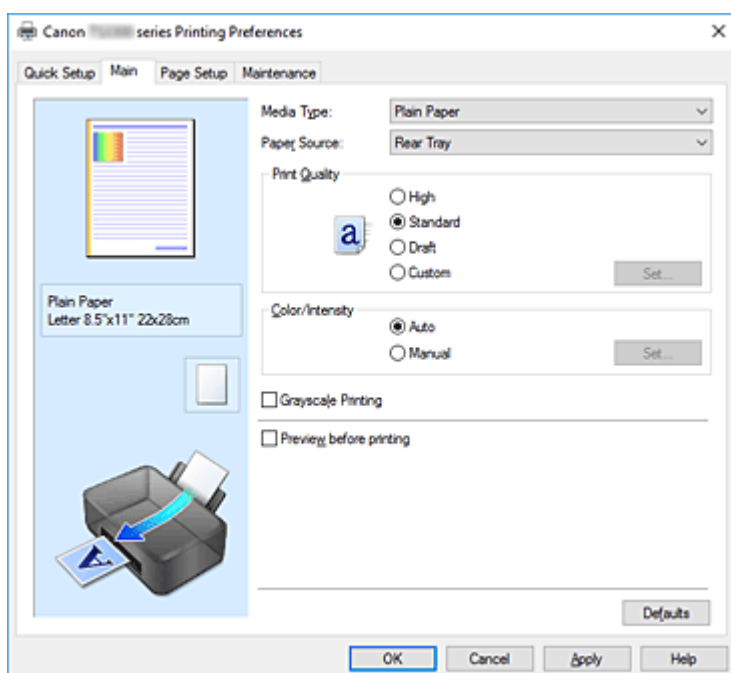 Canon series Printing Preferences
Quick Setup Main Page Setup Maintenance
Media Type: Plain Paper
Paper Source: Rear Tray
Print Quality
High
a Standard
Draft
Custom Set...
Plain Paper
Letter 8.5"x11" 22x28cm
Color/Intensity
Auto
Manual Set...
Grayscale Printing
Preview before printing
A
Defaults
OK Cancel Apply Help